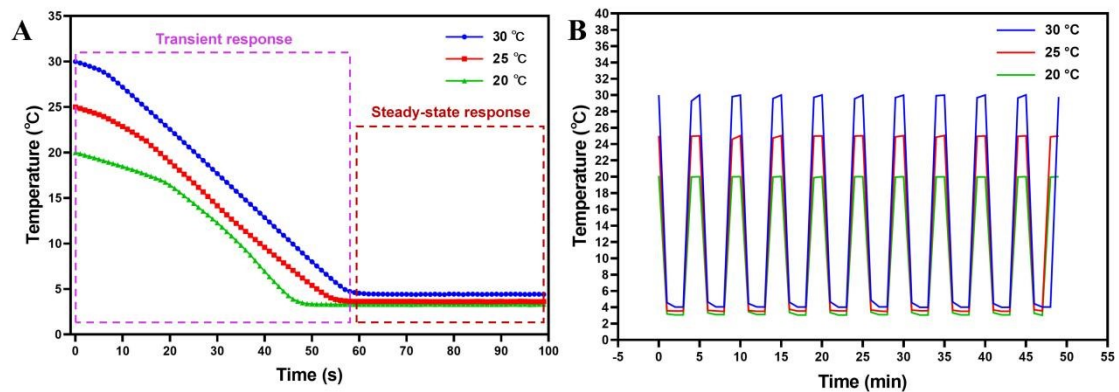 A
Temperature (°C)
35
30
25
20
15
10
5
0
Transient response
Steady-state response
30 ℃
25 ℃
20 ℃
0 10 20 30 40 50 60 70 80 90 100
Time (s)
B
Temperature (°C)
40
38
36
34
32
30
28
26
24
22
20
18
16
14
12
10
8
6
4
2
0
30 °C
25 °C
20 °C
-5 0 5 10 15 20 25 30 35 40 45 50 55
Time (min)